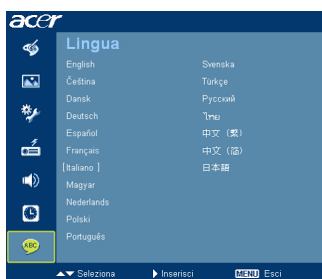 acer
Lingua
English
Čeština
Dansk
Deutsch
Español
Français
[Italiano ]
Magyar
Nederlands
Polski
Português
Svenska
Türkçe
Русский
ไทย
中文 (繁)
中文 (简)
日本語
ABC
Seleziona Inserisci MENU Esci